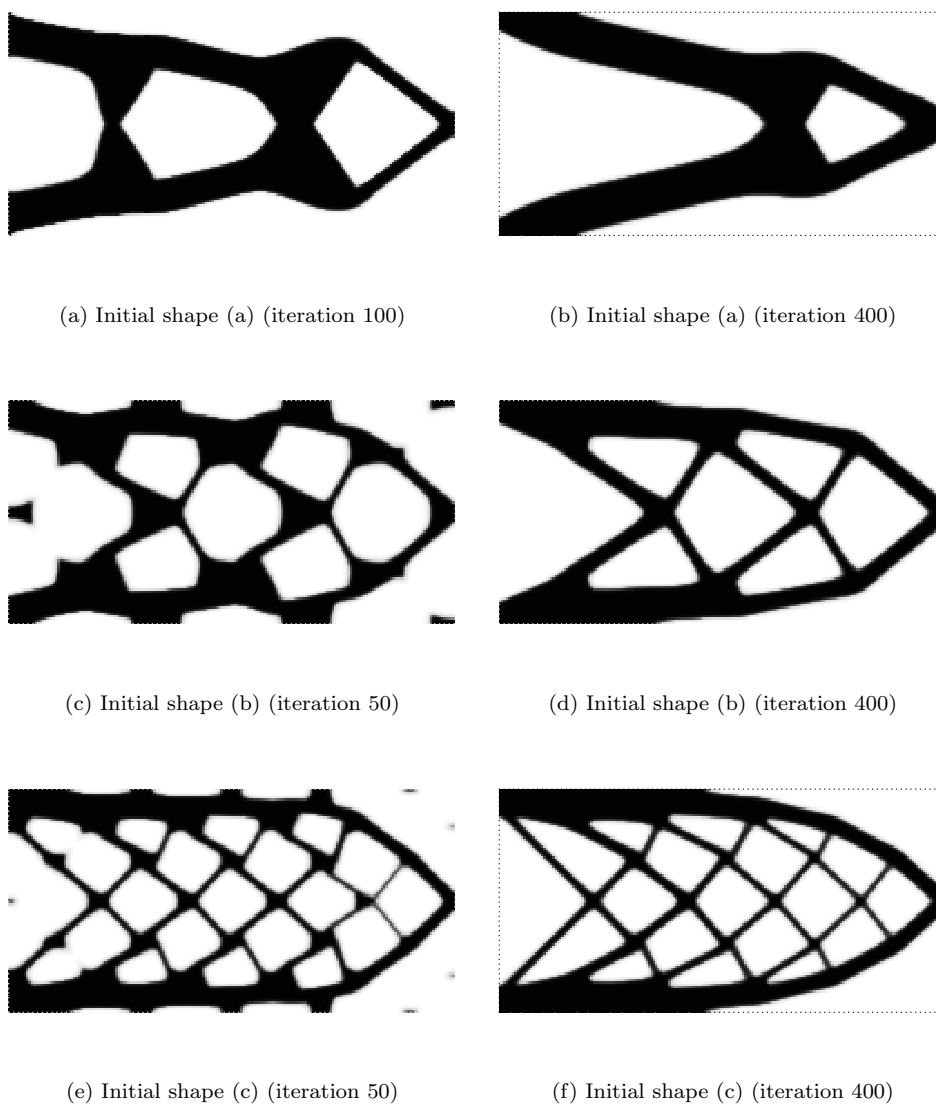 (a) Initial shape (a) (iteration 100)
(b) Initial shape (a) (iteration 400)
(c) Initial shape (b) (iteration 50)
(d) Initial shape (b) (iteration 400)
(e) Initial shape (c) (iteration 50)
(f) Initial shape (c) (iteration 400)